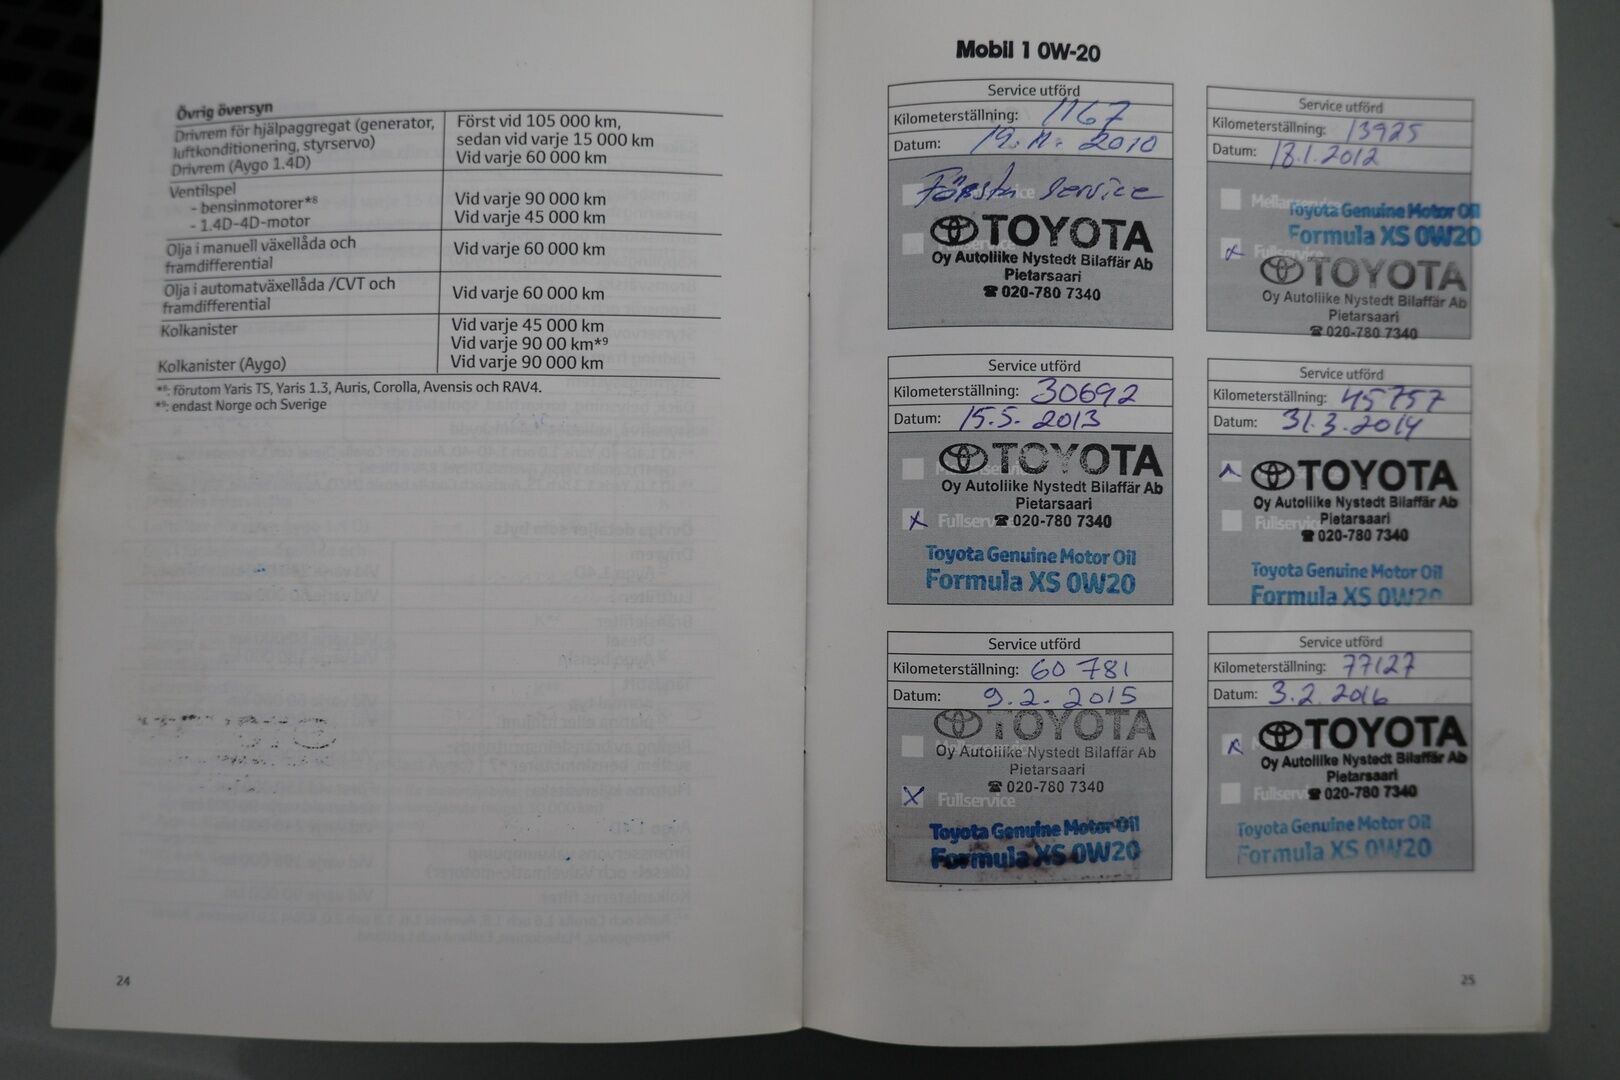 Övrig översyn
Drivrem för hjälpaggregat (generator,
luftkonditionering, styrservo)
Drivrem (Aygo 1.4D)
Först vid 105 000 km,
sedan vid varje 15 000 km
Vid varje 60 000 km
Ventilspel
- bensinmotorer*8
- 1.4D-4D-motor
Vid varje 90 000 km
Vid varje 45 000 km
Olja i manuell växellåda och
framdifferential
Vid varje 60 000 km
Olja i automatväxellåda /CVT och
framdifferential
Vid varje 60 000 km
Kolkanister
Kolkanister (Aygo)
Vid varje 45 000 km
Vid varje 90 00 km*9
Vid varje 90 000 km
*8: förutom Yaris TS, Yaris 1.3, Auris, Corolla, Avensis och RAV4.
*9: endast Norge och Sverige
24
Mobil 1 0W-20
Service utförd
Kilometerställning: 1167
Datum: 19.11.2010
Första Service
TOYOTA
Oy Autoliike Nystedt Bilaffär Ab
Pietarsaari
☎ 020-780 7340
Service utförd
Kilometerställning: 13925
Datum: 18.1.2012
Mellanservice
Toyota Genuine Motor Oil
Formula XS 0W20
x Fullservice
TOYOTA
Oy Autoliike Nystedt Bilaffär Ab
Pietarsaari
☎ 020-780 7340
Service utförd
Kilometerställning: 30692
Datum: 15.5.2013
TOYOTA
Oy Autoliike Nystedt Bilaffär Ab
Pietarsaari
x Fullservice ☎ 020-780 7340
Toyota Genuine Motor Oil
Formula XS 0W20
Service utförd
Kilometerställning: 45757
Datum: 31.3.2014
TOYOTA
Oy Autoliike Nystedt Bilaffär Ab
Pietarsaari
Fullservice ☎ 020-780 7340
Toyota Genuine Motor Oil
Formula XS 0W20
Service utförd
Kilometerställning: 60 781
Datum: 9.2.2015
TOYOTA
Oy Autoliike Nystedt Bilaffär Ab
Pietarsaari
☎ 020-780 7340
x Fullservice
Toyota Genuine Motor Oil
Formula XS 0W20
Service utförd
Kilometerställning: 77127
Datum: 3.2.2016
x TOYOTA
Oy Autoliike Nystedt Bilaffär Ab
Pietarsaari
Fullservice ☎ 020-780 7340
Toyota Genuine Motor Oil
Formula XS 0W20
25